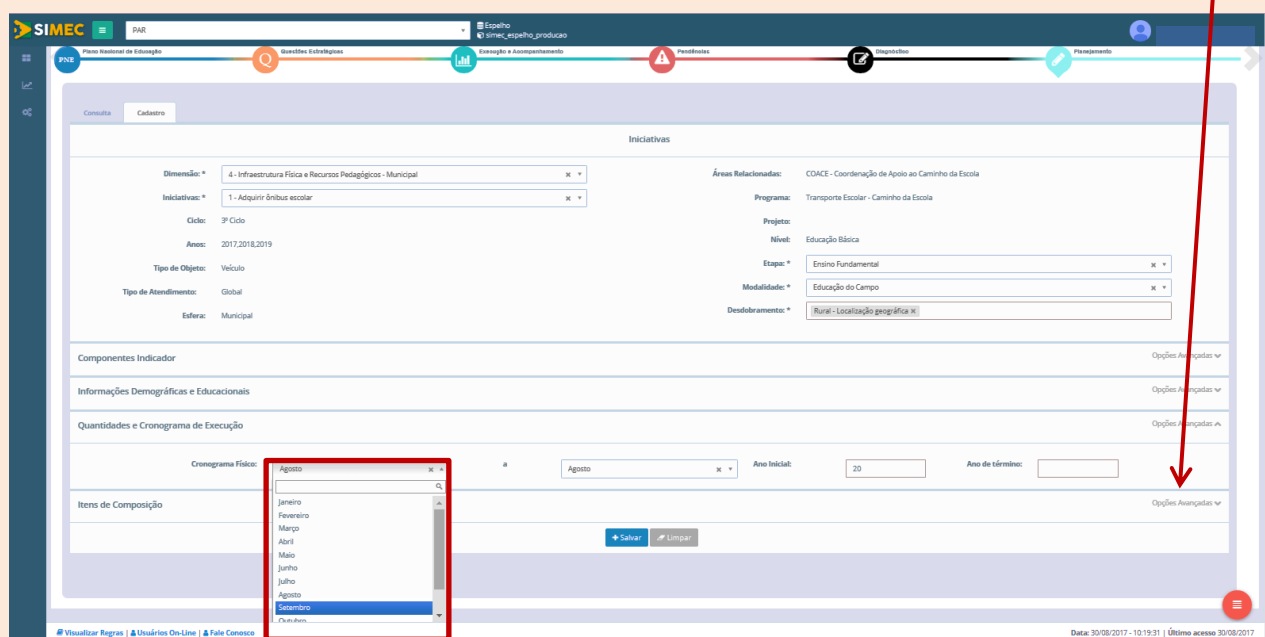 SIMEC
PAR
Espelho
simec_espelho_producao
PNE
Plano Nacional de Educação
Q
Questões Estratégicas
Execução e Acompanhamento
Pendências
Diagnóstico
Planejamento
Consulta
Cadastro
Iniciativas
Dimensão: * 4 - Infraestrutura Física e Recursos Pedagógicos - Municipal
Áreas Relacionadas: COACE - Coordenação de Apoio ao Caminho da Escola
Iniciativas: * 1 - Adquirir ônibus escolar
Programa: Transporte Escolar - Caminho da Escola
Ciclo: 3º Ciclo
Projeto:
Anos: 2017,2018,2019
Nível: Educação Básica
Tipo de Objeto: Veículo
Etapa: * Ensino Fundamental
Tipo de Atendimento: Global
Modalidade: * Educação do Campo
Esfera: Municipal
Desdobramento: * Rural - Localização geográfica ×
Componentes Indicador
Opções Avançadas
Informações Demográficas e Educacionais
Opções Avançadas
Quantidades e Cronograma de Execução
Opções Avançadas
Cronograma Físico: Agosto a Agosto Ano Inicial: 20 Ano de término:
Janeiro
Fevereiro
Março
Abril
Maio
Junho
Julho
Agosto
Setembro
Outubro
Itens de Composição
Opções Avançadas
+ Salvar
Limpar
Visualizar Regras | Usuários On-Line | Fale Conosco
Data: 30/08/2017 - 10:19:31 | Último acesso 30/08/2017